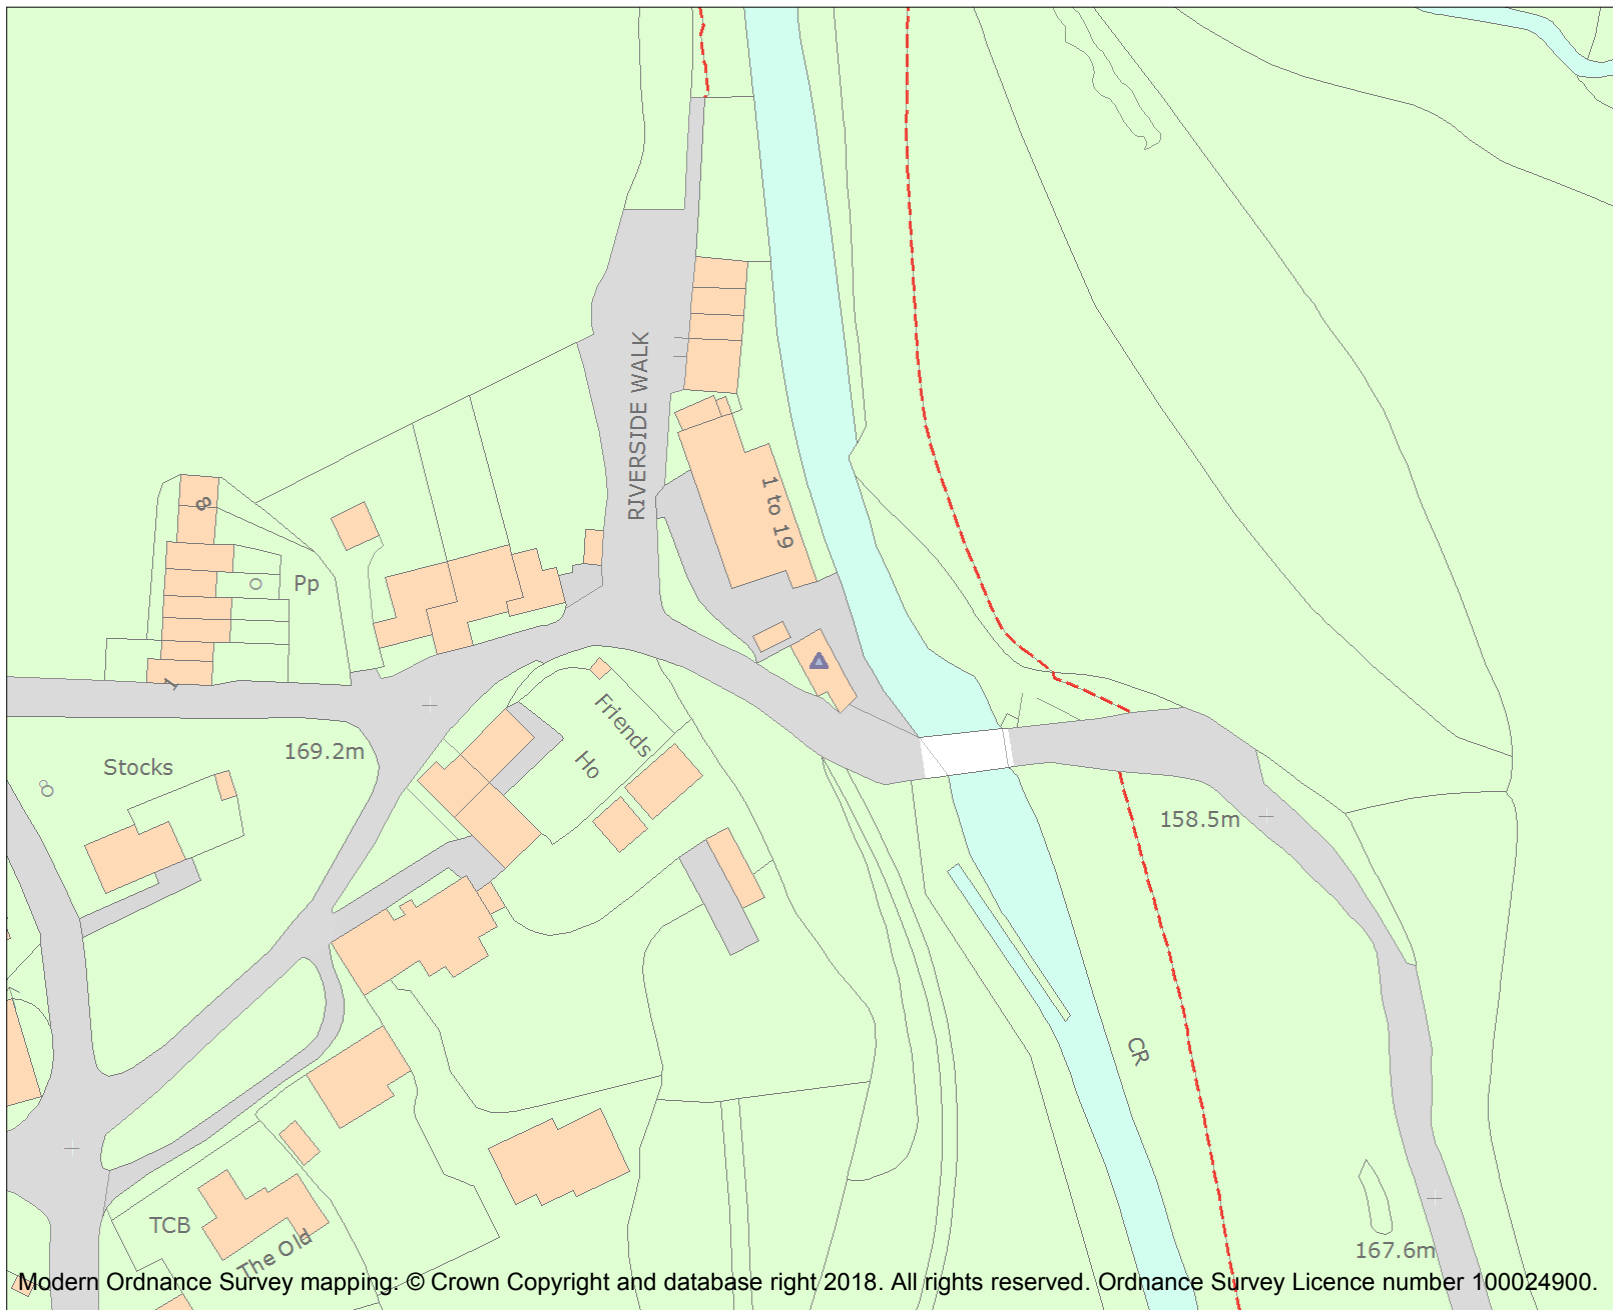 RIVERSIDE WALK
8
1 to 19
Pp
1
Friends
Ho
169.2m
Stocks
158.5m
CR
TCB
The Old
167.6m
Modern Ordnance Survey mapping: © Crown Copyright and database right 2018. All rights reserved. Ordnance Survey Licence number 100024900.